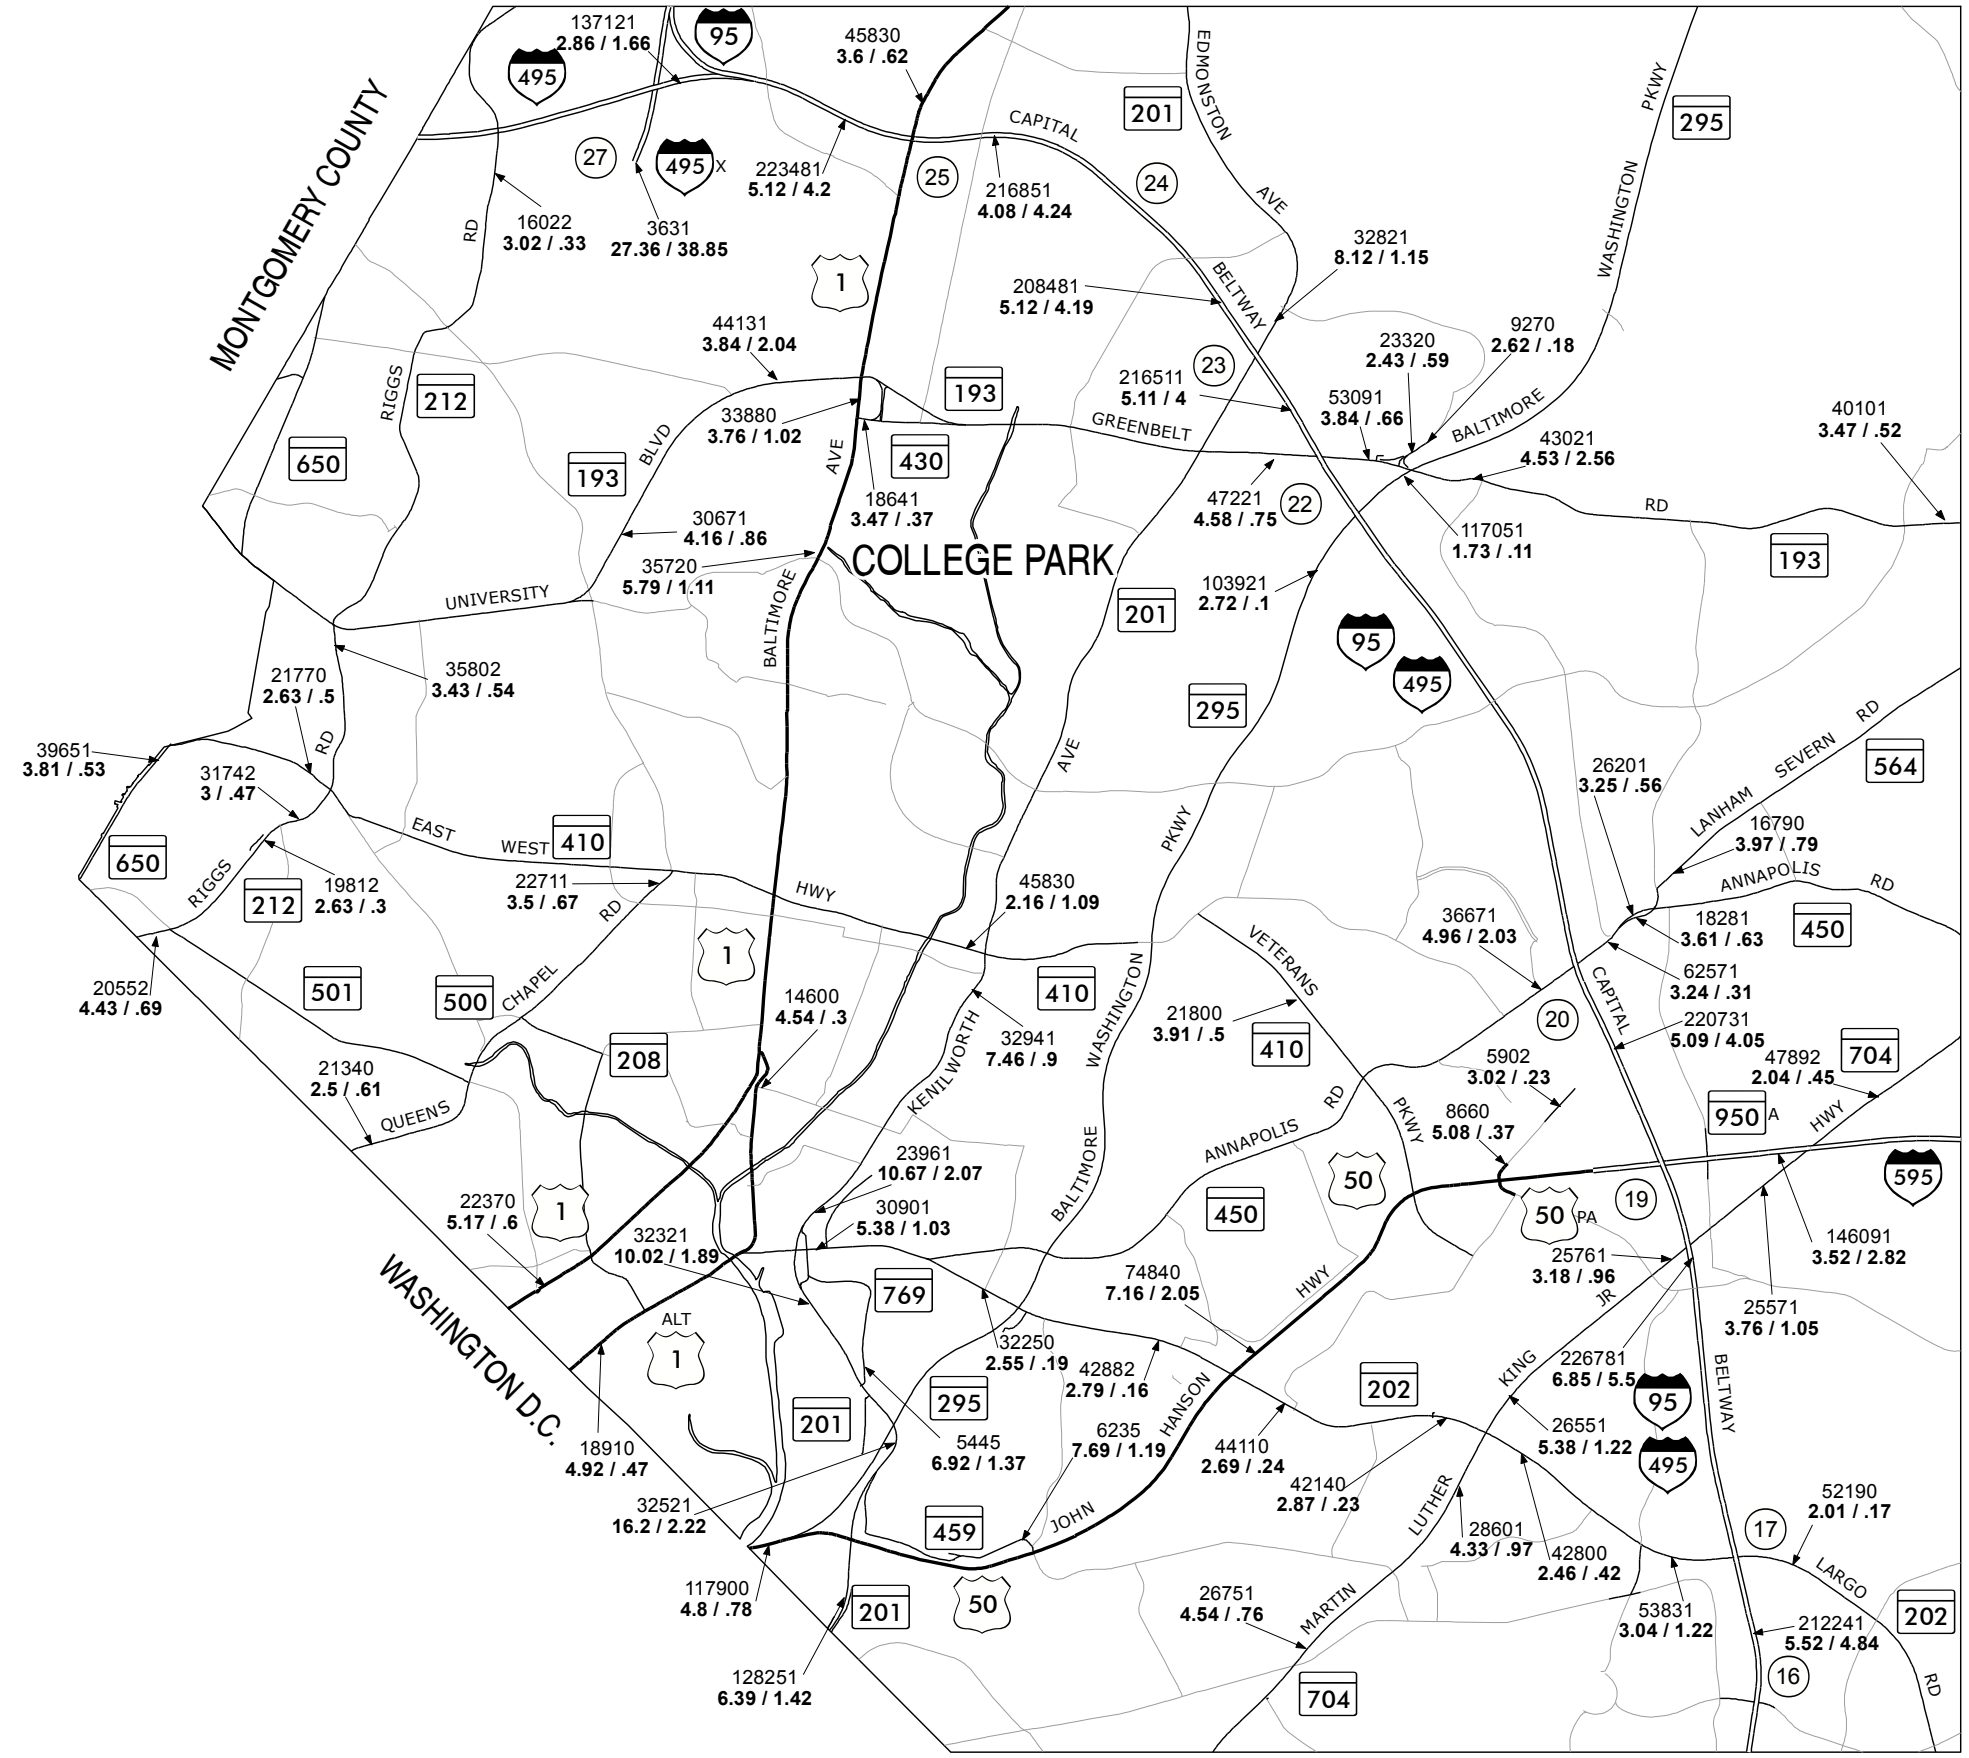 137121
2.86 / 1.66
95
45830
3.6 / .62
495
EDMONSTON
AVE
PKWY
201
295
CAPITAL
MONTGOMERY COUNTY
27
495 X
223481
5.12 / 4.2
25
216851
4.08 / 4.24
24
WASHINGTON
RD
16022
3.02 / .33
3631
27.36 / 38.85
32821
8.12 / 1.15
1
208481
5.12 / 4.19
BELTWAY
44131
3.84 / 2.04
9270
2.62 / .18
23320
2.43 / .59
23
216511
5.11 / 4
53091
3.84 / .66
RIGGS
212
193
33880
3.76 / 1.02
GREENBELT
BALTIMORE
40101
3.47 / .52
650
BLVD
AVE
430
43021
4.53 / 2.56
193
18641
3.47 / .37
47221
4.58 / .75
22
RD
30671
4.16 / .86
117051
1.73 / .11
193
COLLEGE PARK
35720
5.79 / 1.11
UNIVERSITY
BALTIMORE
103921
2.72 / .1
201
95
495
21770
2.63 / .5
35802
3.43 / .54
295
RD
39651
3.81 / .53
31742
3 / .47
AVE
LANHAM SEVERN RD
564
26201
3.25 / .56
650
EAST WEST
410
HWY
PKWY
16790
3.97 / .79
RIGGS
212
19812
2.63 / .3
22711
3.5 / .67
RD
45830
2.16 / 1.09
ANNAPOLIS RD
36671
4.96 / 2.03
18281
3.61 / .63
450
1
VETERANS
20552
4.43 / .69
501
500
CHAPEL
14600
4.54 / .3
410
WASHINGTON
62571
3.24 / .31
CAPITAL
21800
3.91 / .5
410
20
32941
7.46 / .9
208
220731
5.09 / 4.05
704
21340
2.5 / .61
KENILWORTH
5902
3.02 / .23
47892
2.04 / .45
QUEENS
RD
PKWY
8660
5.08 / .37
950 A
HWY
ANNAPOLIS
BALTIMORE
23961
10.67 / 2.07
50
595
22370
5.17 / .6
1
30901
5.38 / 1.03
450
50 PA
19
32321
10.02 / 1.89
146091
3.52 / 2.82
WASHINGTON D.C.
769
74840
7.16 / 2.05
HWY
25761
3.18 / .96
JR
25571
3.76 / 1.05
ALT
1
32250
2.55 / .19
42882
2.79 / .16
KING
226781
6.85 / 5.5
BELTWAY
202
95
201
295
HANSON
18910
4.92 / .47
5445
6.92 / 1.37
6235
7.69 / 1.19
44110
2.69 / .24
26551
5.38 / 1.22
495
42140
2.87 / .23
LUTHER
52190
2.01 / .17
32521
16.2 / 2.22
459
JOHN
28601
4.33 / .97
42800
2.46 / .42
17
LARGO
117900
4.8 / .78
201
50
26751
4.54 / .76
MARTIN
53831
3.04 / 1.22
212241
5.52 / 4.84
202
128251
6.39 / 1.42
704
16
RD